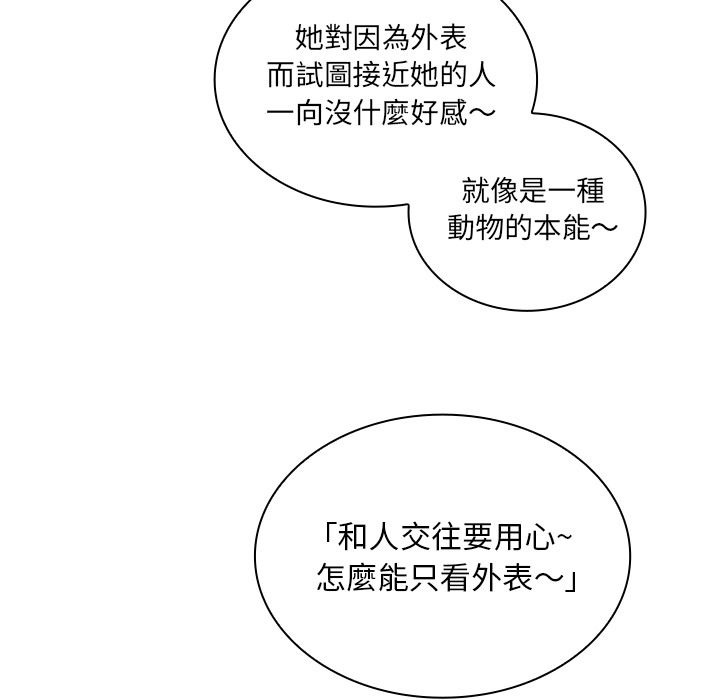 她對因為外表
而試圖接近她的人
一向沒什麼好感～
就像是一種
動物的本能～
「和人交往要用心~
怎麼能只看外表～」